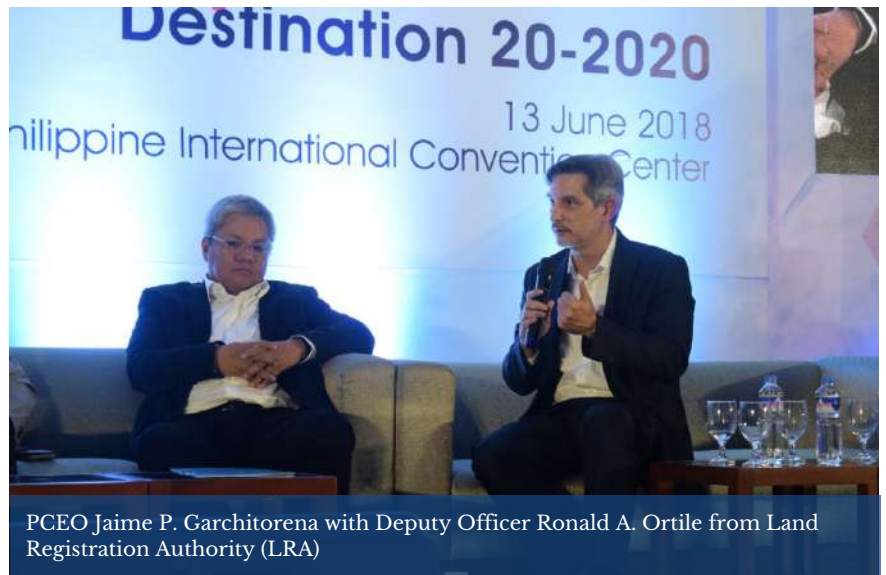 Destination 20-2020
13 June 2018
hilippine International Convention Center
PCEO Jaime P. Garchitorena with Deputy Officer Ronald A. Ortile from Land
Registration Authority (LRA)